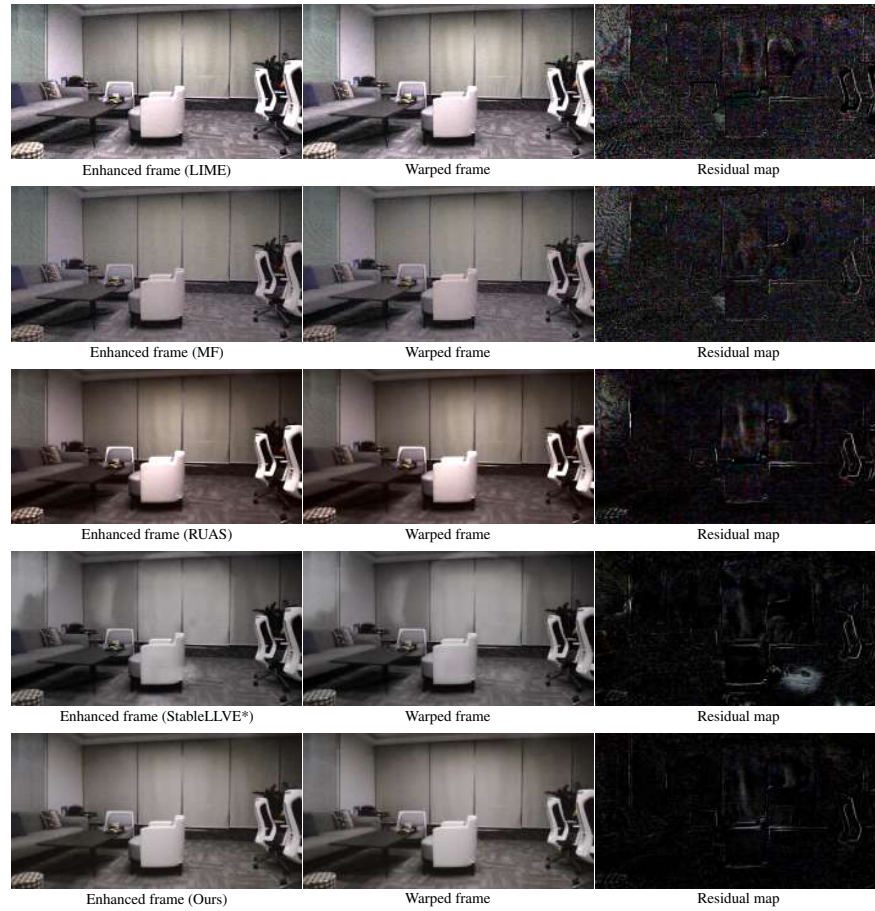 Enhanced frame (LIME) Warped frame Residual map
Enhanced frame (MF) Warped frame Residual map
Enhanced frame (RUAS) Warped frame Residual map
Enhanced frame (StableLLVE*) Warped frame Residual map
Enhanced frame (Ours) Warped frame Residual map